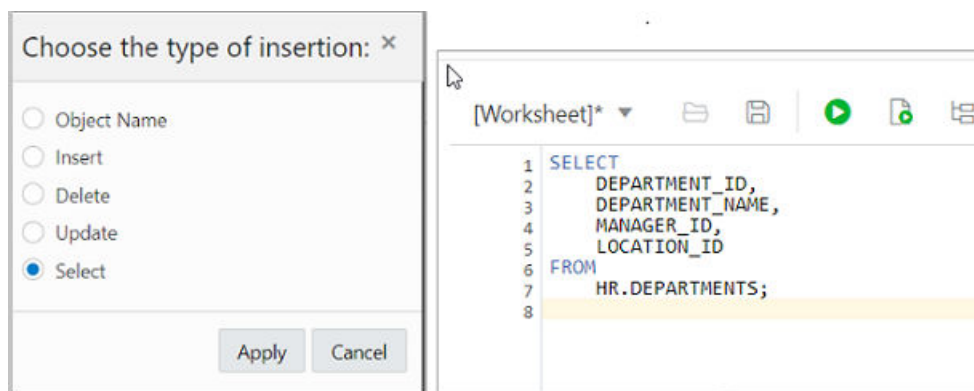 Choose the type of insertion: ×
Object Name
Insert
Delete
Update
Select
Apply Cancel
[Worksheet]*
1 SELECT
2 DEPARTMENT_ID,
3 DEPARTMENT_NAME,
4 MANAGER_ID,
5 LOCATION_ID
6 FROM
7 HR.DEPARTMENTS;
8